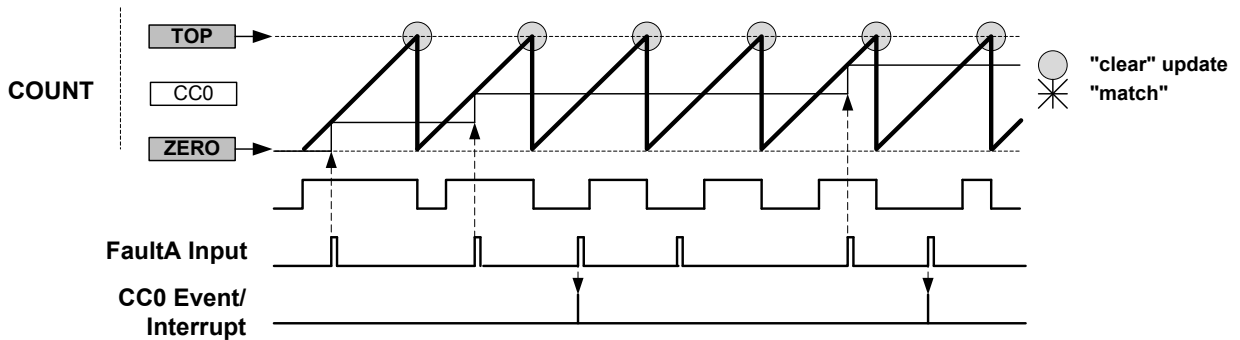 TOP
COUNT
CC0
ZERO
"clear" update
"match"
FaultA Input
CC0 Event/
Interrupt